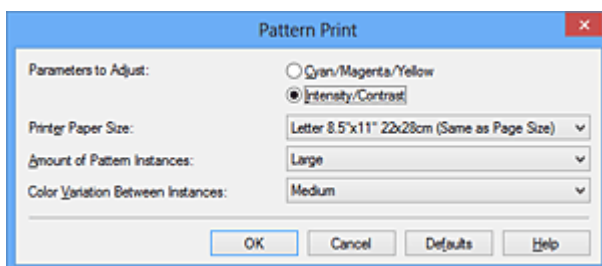 Pattern Print
Parameters to Adjust:
Cyan/Magenta/Yellow
Intensity/Contrast
Printer Paper Size:
Letter 8.5"x11" 22x28cm (Same as Page Size)
Amount of Pattern Instances:
Large
Color Variation Between Instances:
Medium
OK Cancel Defaults Help